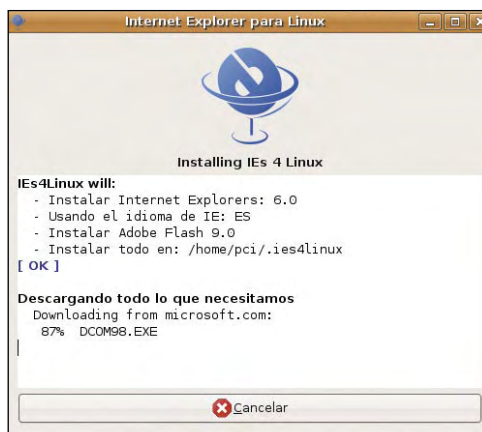 Internet Explorer para Linux
Installing IEs 4 Linux
IEs4Linux will:
- Instalar Internet Explorers: 6.0
- Usando el idioma de IE: ES
- Instalar Adobe Flash 9.0
- Instalar todo en: /home/pci/.ies4linux
[ OK ]
Descargando todo lo que necesitamos
Downloading from microsoft.com:
87% DCOM98.EXE
Cancelar